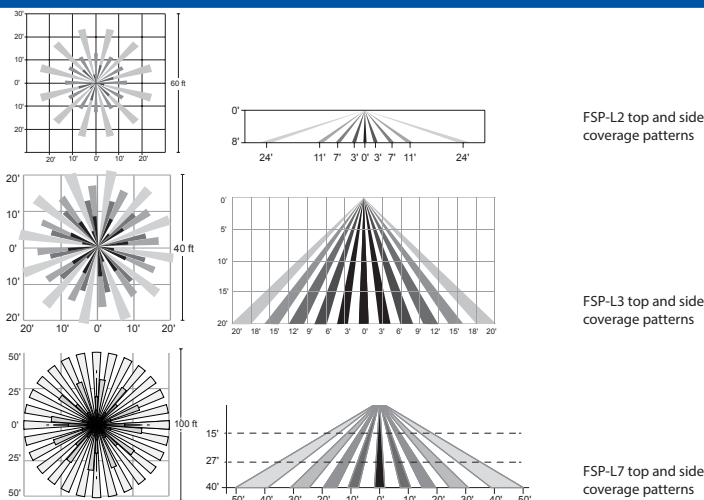 30'
20'
10'
0'
10'
20'
20' 10' 0' 10' 20'
60 ft
0'
8'
24' 11' 7' 3' 0' 3' 7' 11' 24'
FSP-L2 top and side
coverage patterns
20'
10'
0'
10'
20'
20' 10' 0' 10' 20'
40 ft
0'
5'
10'
15'
20'
20' 18' 15' 12' 9' 6' 3' 0' 3' 6' 9' 12' 15' 18' 20'
FSP-L3 top and side
coverage patterns
50'
25'
0'
25'
50'
100 ft
15'
27'
40'
50' 40' 30' 20' 10' 0' 10' 20' 30' 40' 50'
FSP-L7 top and side
coverage patterns